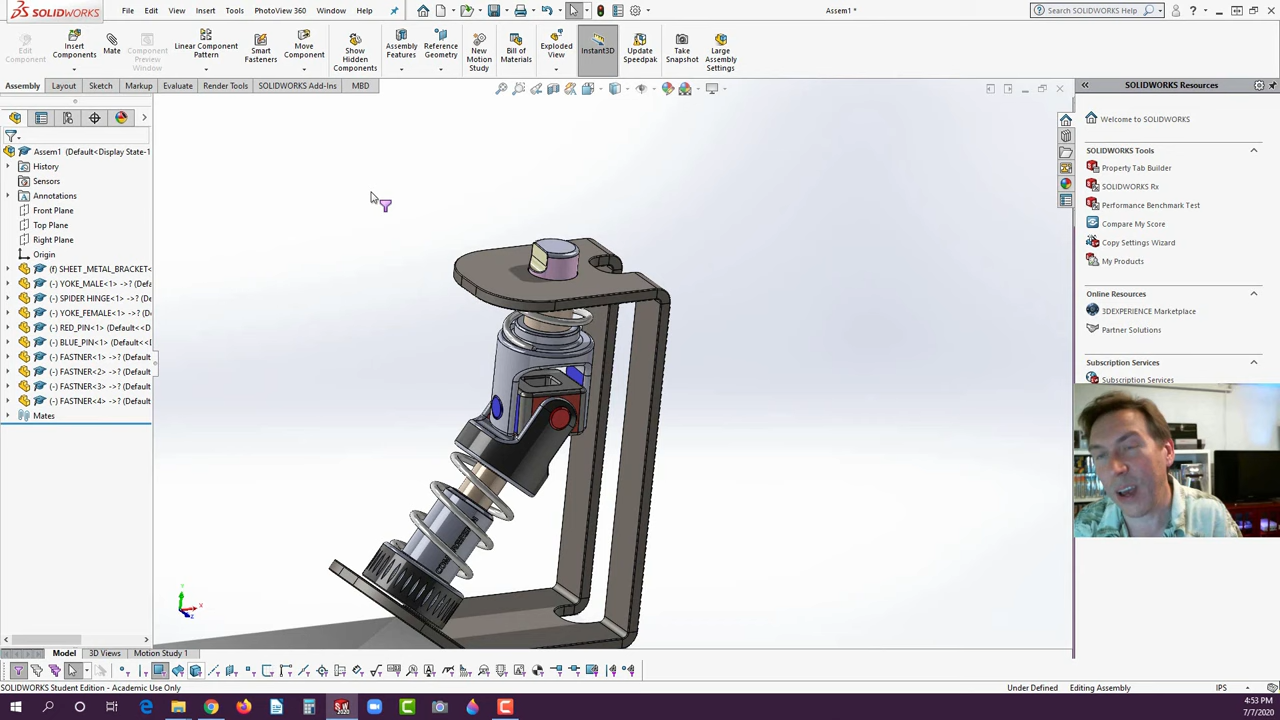 SOLIDWORKS
File Edit View Insert Tools PhotoView 360 Window Help
Assem1 *
Search SOLIDWORKS Help
Edit Component
Insert Components
Mate
Component Preview Window
Linear Component Pattern
Smart Fasteners
Move Component
Show Hidden Components
Assembly Features
Reference Geometry
New Motion Study
Bill of Materials
Exploded View
Instant3D
Update Speedpak
Take Snapshot
Large Assembly Settings
Assembly Layout Sketch Markup Evaluate Render Tools SOLIDWORKS Add-Ins MBD
SOLIDWORKS Resources
Assem1 (Default<Display State-1
History
Sensors
Annotations
Front Plane
Top Plane
Right Plane
Origin
(f) SHEET_METAL_BRACKET<
(-) YOKE_MALE<1> ->? (Default
(-) SPIDER HINGE<1> ->? (Defau
(-) YOKE_FEMALE<1> ->? (Defau
(-) RED_PIN<1> (Default<<Defa
(-) BLUE_PIN<1> (Default<<De
(-) FASTNER<1> ->? (Default
(-) FASTNER<2> ->? (Default
(-) FASTNER<3> ->? (Default
(-) FASTNER<4> ->? (Default
Mates
Welcome to SOLIDWORKS
SOLIDWORKS Tools
Property Tab Builder
SOLIDWORKS Rx
Performance Benchmark Test
Compare My Score
Copy Settings Wizard
My Products
Online Resources
3DEXPERIENCE Marketplace
Partner Solutions
Subscription Services
Subscription Services
Model 3D Views Motion Study 1
SOLIDWORKS Student Edition - Academic Use Only
Under Defined Editing Assembly IPS
4:53 PM
7/7/2020